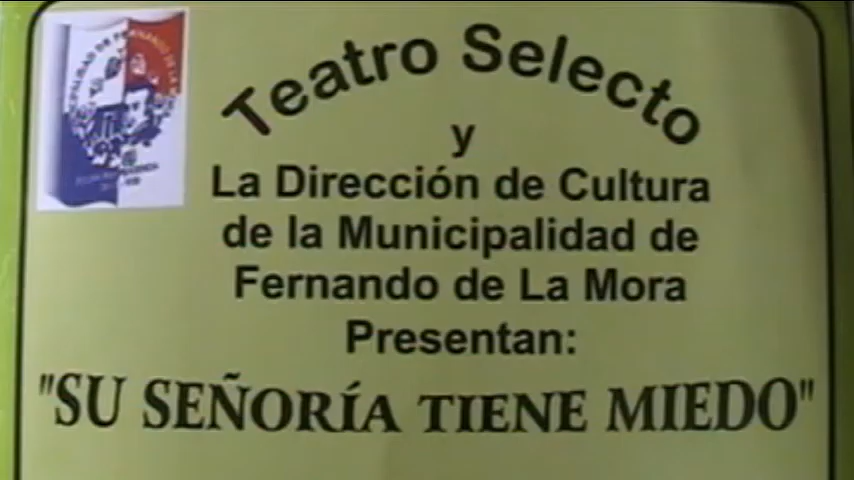 Teatro Selecto
y
La Dirección de Cultura
de la Municipalidad de
Fernando de La Mora
Presentan:
"SU SEÑORÍA TIENE MIEDO"